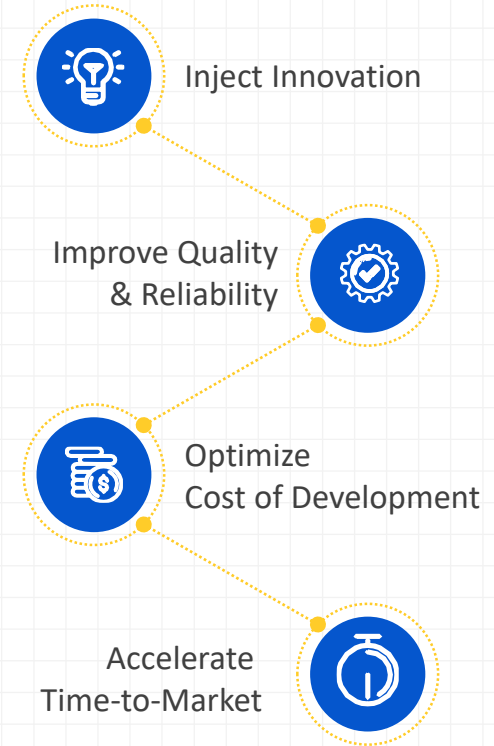 Inject Innovation
Improve Quality
& Reliability
$
Optimize
Cost of Development
Accelerate
Time-to-Market